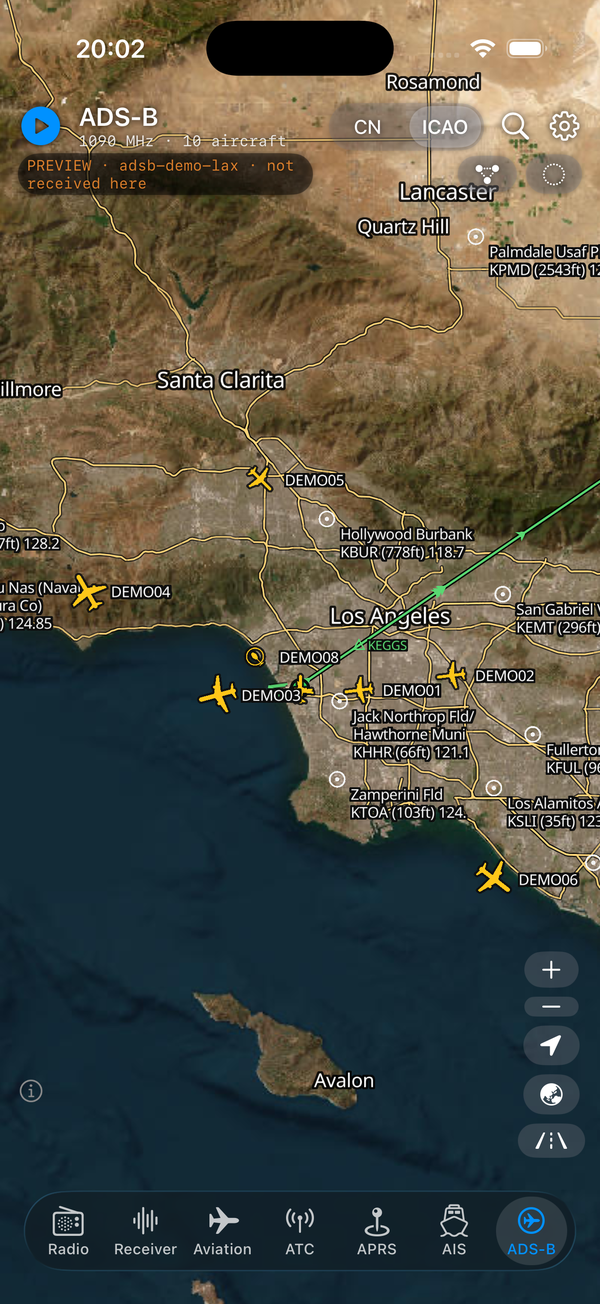 20:02
Rosamond
ADS-B
1090 MHz · 10 aircraft
CN
ICAO
PREVIEW · adsb-demo-lax · not
received here
Lancaster
Quartz Hill
Palmdale Usaf P
KPMD (2543ft) 12
Santa Clarita
illmore
DEMO05
Hollywood Burbank
KBUR (778ft) 118.7
7ft) 128.2
u Nas (Nava
ura Co)
) 124.85
DEMO04
Los Angeles
San Gabriel V
KEMT (296ft)
KEGGS
DEMO08
DEMO02
DEMO03
DEMO01
Jack Northrop Fld/
Hawthorne Muni
KHHR (66ft) 121.1
Fullerto
KFUL (96
Zamperini Fld
KTOA (103ft) 124.
Los Alamitos A
KSLI (35ft) 123
DEMO06
Avalon
Radio
Receiver
Aviation
ATC
APRS
AIS
ADS-B